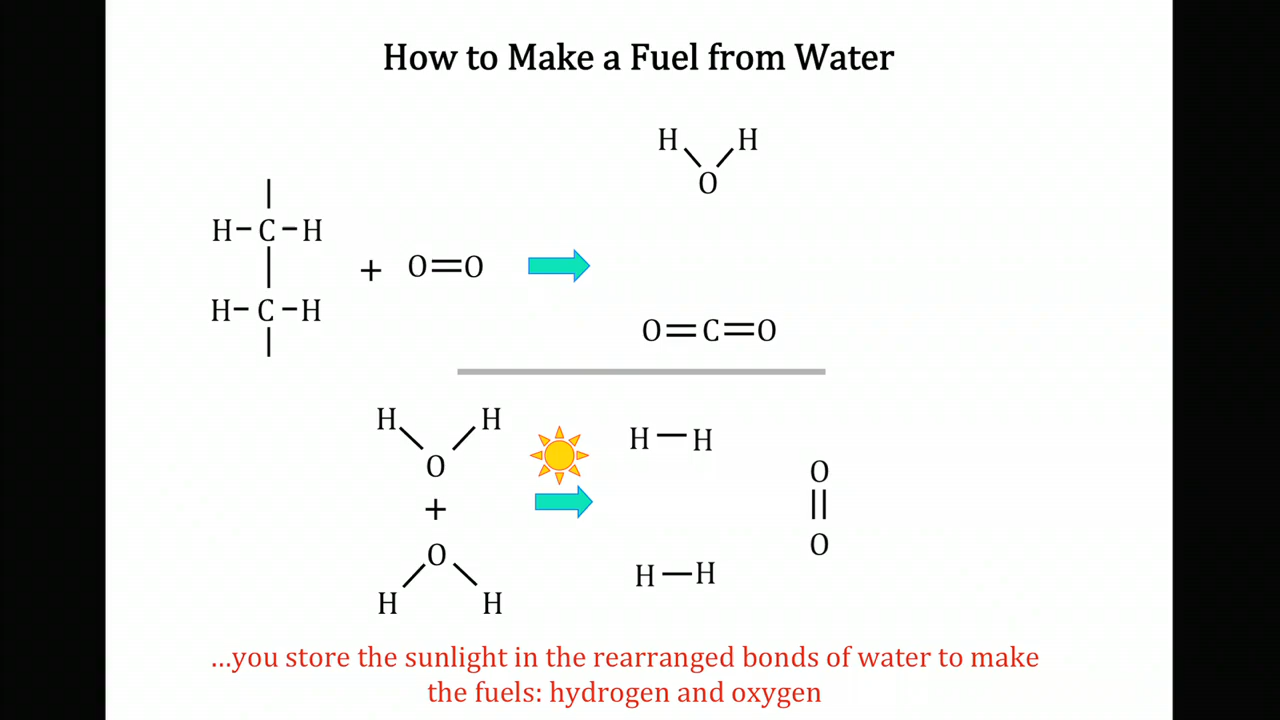 How to Make a Fuel from Water
H H
O
H-C-H
H-C-H
+ O=O
O=C=O
H H
O
+
O
H H
H-H
H-H
O
||
O
...you store the sunlight in the rearranged bonds of water to make
the fuels: hydrogen and oxygen